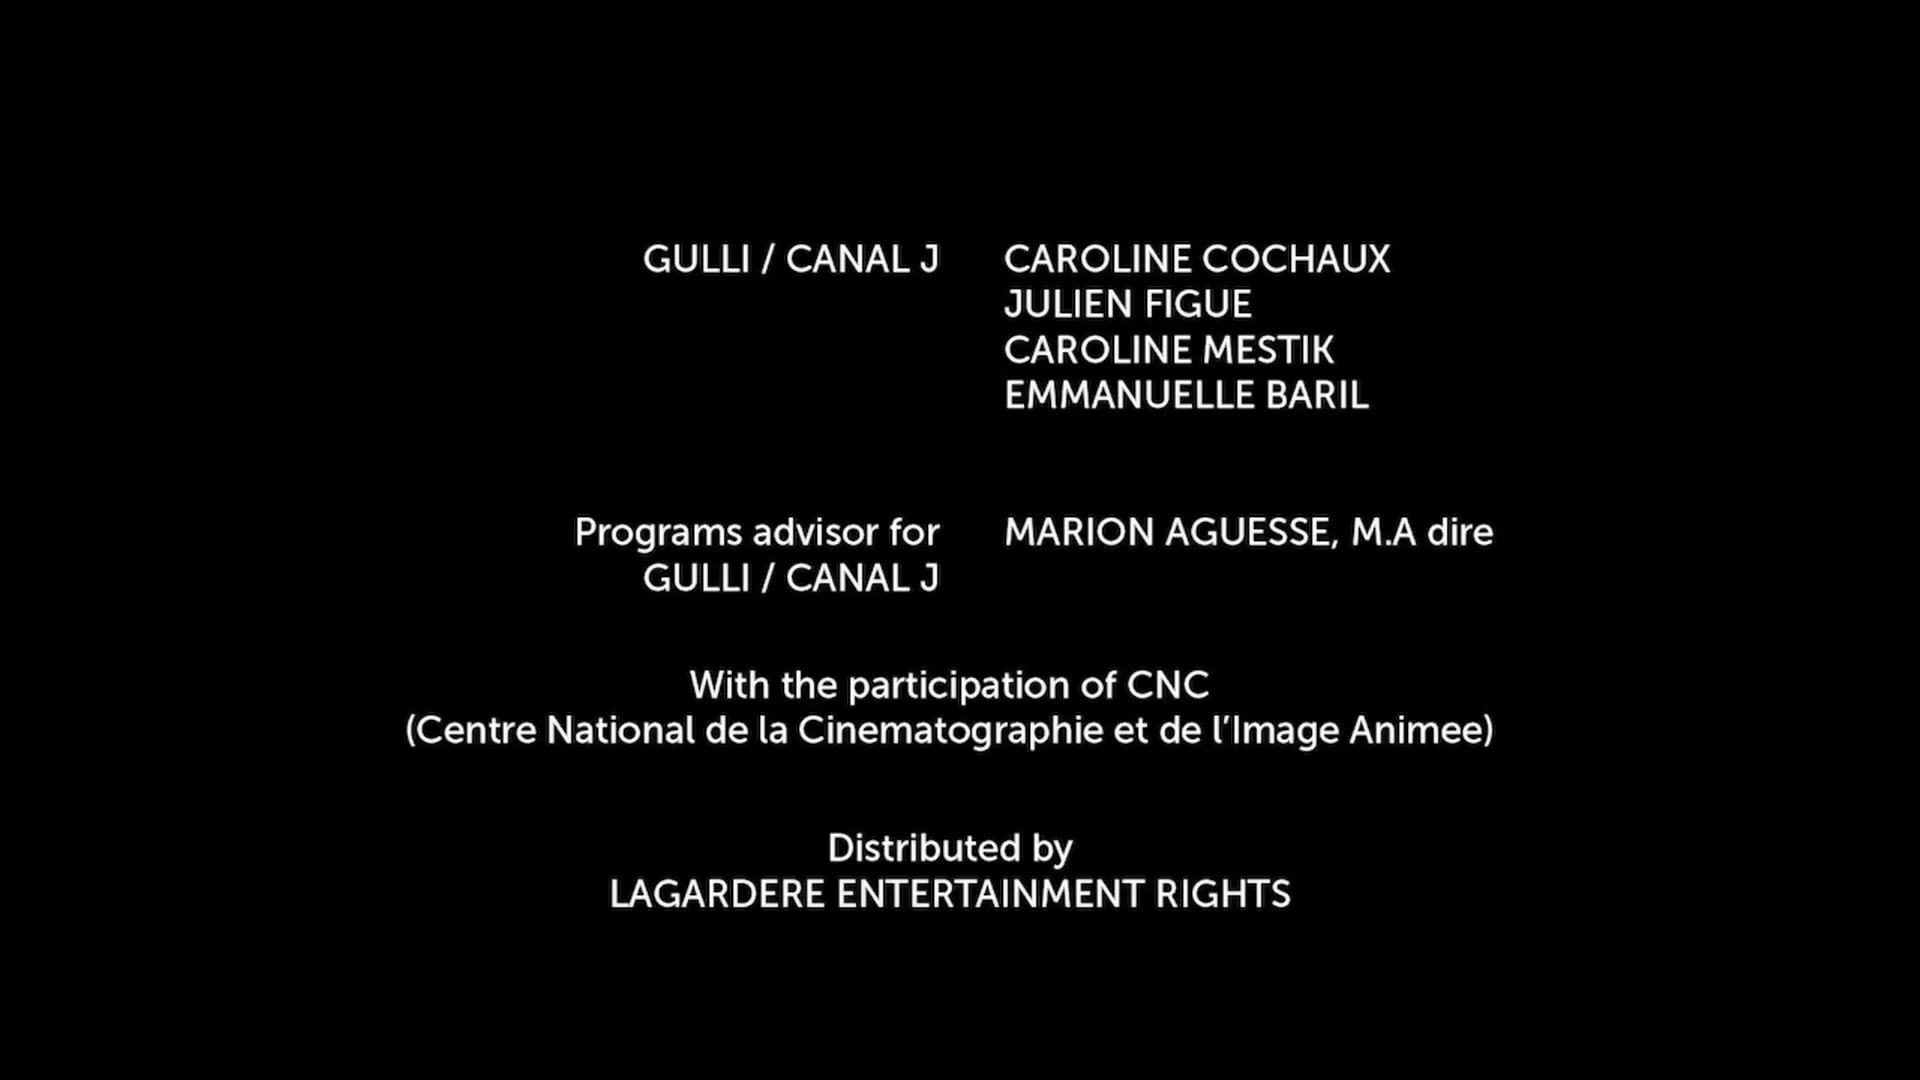 GULLI / CANAL J CAROLINE COCHAUX
JULIEN FIGUE
CAROLINE MESTIK
EMMANUELLE BARIL
Programs advisor for MARION AGUESSE, M.A dire
GULLI / CANAL J
With the participation of CNC
(Centre National de la Cinematographie et de l’Image Animee)
Distributed by
LAGARDERE ENTERTAINMENT RIGHTS